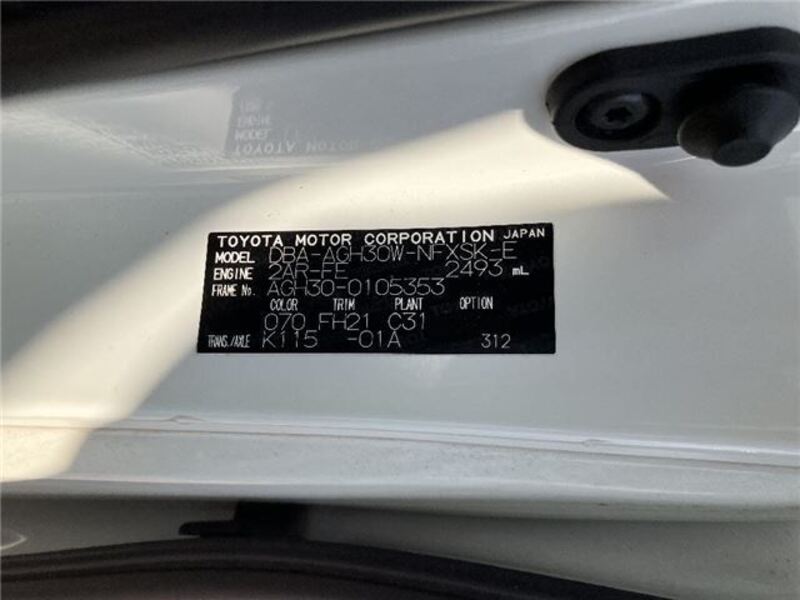 TOYOTA MOTOR CORPORATION JAPAN
MODEL DBA-AGH30W-NFXSK-E
ENGINE 2AR-FE 2493 mL
FRAME No. AGH30-0105353
COLOR TRIM PLANT OPTION
070 FH21 C31
TRANS./AXLE K115 -01A 312